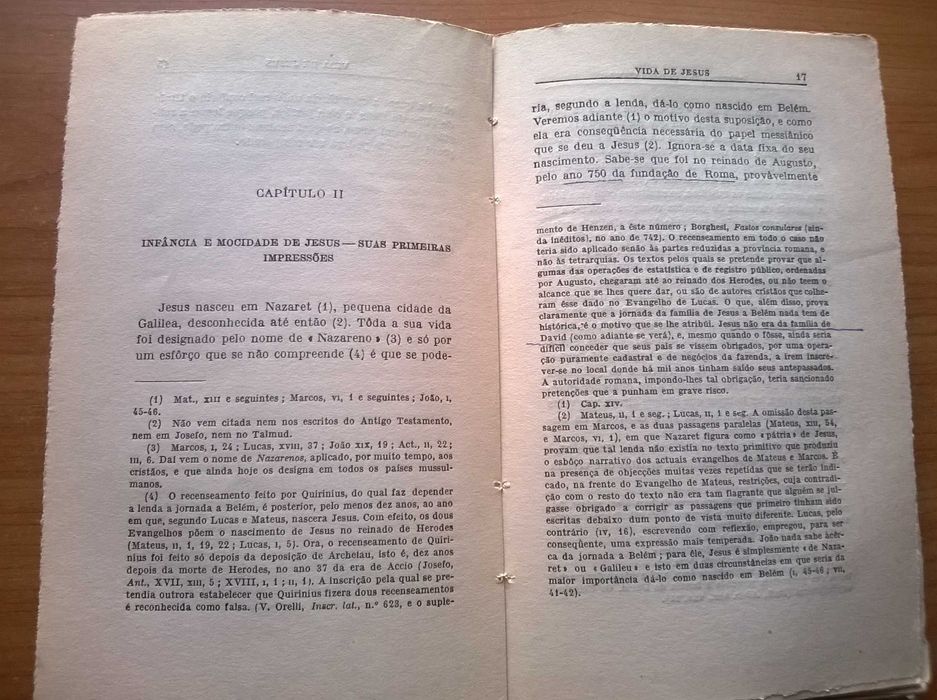 CAPÍTULO II
INFÂNCIA E MOCIDADE DE JESUS — SUAS PRIMEIRAS
IMPRESSÕES
Jesus nasceu em Nazaret (1), pequena cidade da
Galilea, desconhecida até então (2). Tôda a sua vida
foi designado pelo nome de « Nazareno » (3) e só por
um esfôrço que se não compreende (4) é que se pode-
(1) Mat., XIII e seguintes ; Marcos, VI, 1 e seguintes ; João, I,
45-46.
(2) Não vem citada nem nos escritos do Antigo Testamento,
nem em Josefo, nem no Talmud.
(3) Marcos, I, 24 ; Lucas, XVIII, 37 ; João XIX, 19 ; Act., II, 22 ;
III, 6. Daí vem o nome de Nazarenos, aplicado, por muito tempo, aos
cristãos, e que ainda hoje os designa em todos os países mussul-
manos.
(4) O recenseamento feito por Quirinius, do qual faz depender
a lenda a jornada a Belém, é posterior, pelo menos dez anos, ao ano
em que, segundo Lucas e Mateus, nascera Jesus. Com efeito, os dous
Evangelhos põem o nascimento de Jesus no reinado de Herodes
(Mateus, II, 1, 19, 22 ; Lucas, I, 5). Ora, o recenseamento de Quiri-
nius foi feito só depois da deposição de Archelau, isto é, dez anos
depois da morte de Herodes, no ano 37 da era de Accio (Josefo,
Ant., XVII, XIII, 5 ; XVIII, I, 1 ; II, 1). A inscrição pela qual se pre-
tendia outrora estabelecer que Quirinius fizera dous recenseamentos
é reconhecida como falsa. (V. Orelli, Inscr. lat., n.º 623, e o suple-
VIDA DE JESUS 17
ria, segundo a lenda, dá-lo como nascido em Belém.
Veremos adiante (1) o motivo desta suposição, e como
ela era conseqüência necessária do papel messiânico
que se deu a Jesus (2). Ignora-se a data fixa do seu
nascimento. Sabe-se que foi no reinado de Augusto,
pelo ano 750 da fundação de Roma, provàvelmente
mento de Henzen, a êste número ; Borghesi, Fastos consulares (ain-
da inéditos), no ano de 742). O recenseamento em todo o caso não
teria sido aplicado senão às partes reduzidas a província romana, e
não às tetrarquias. Os textos pelos quais se pretende provar que al-
gumas das operações de estatística e de registro público, ordenadas
por Augusto, chegaram até ao reinado dos Herodes, ou não teem o
alcance que se lhes quere dar, ou são de autores cristãos que colhe-
ram êsse dado no Evangelho de Lucas. O que, além disso, prova
claramente que a jornada da família de Jesus a Belém nada tem de
histórica, é o motivo que se lhe atribúi. Jesus não era da família de
David (como adiante se verá), e, mesmo quando o fôsse, ainda seria
difícil conceder que seus pais se vissem obrigados, por uma opera-
ção puramente cadastral e de negócios da fazenda, a irem inscre-
ver-se no local donde há mil anos tinham saído seus antepassados.
A autoridade romana, impondo-lhes tal obrigação, teria sancionado
pretenções que a punham em grave risco.
(1) Cap. XIV.
(2) Mateus, II, 1 e seg. ; Lucas, II, 1 e seg. A omissão desta pas-
sagem em Marcos, e as duas passagens paralelas (Mateus, XIII, 54,
e Marcos, VI, 1), em que Nazaret figura como « pátria » de Jesus,
provam que tal lenda não existia no texto primitivo que produziu
o esbôço narrativo dos actuais evangelhos de Mateus e Marcos. É
na presença de objecções muitas vezes repetidas que se terão indi-
cado, na frente do Evangelho de Mateus, restrições, cuja contradi-
ção com o resto do texto não era tam flagrante que alguém se jul-
gasse obrigado a corrigir as passagens que primeiro tinham sido
escritas debaixo dum ponto de vista muito diferente. Lucas, pelo
contrário (IV, 16), escrevendo com reflexão, empregou, para ser
conseqüente, uma expressão mais temperada. João nada sabe àcêr-
ca da jornada a Belém ; para êle, Jesus é simplesmente « de Naza-
ret » ou « Galileu » e isto em duas circunstâncias em que seria da
maior importância dá-lo como nascido em Belém (I, 45-46 ; VII,
41-42).